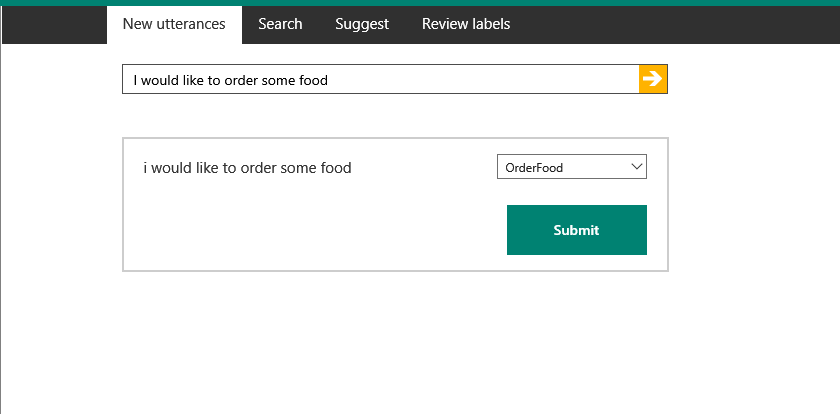 New utterances Search Suggest Review labels
I would like to order some food
i would like to order some food OrderFood
Submit